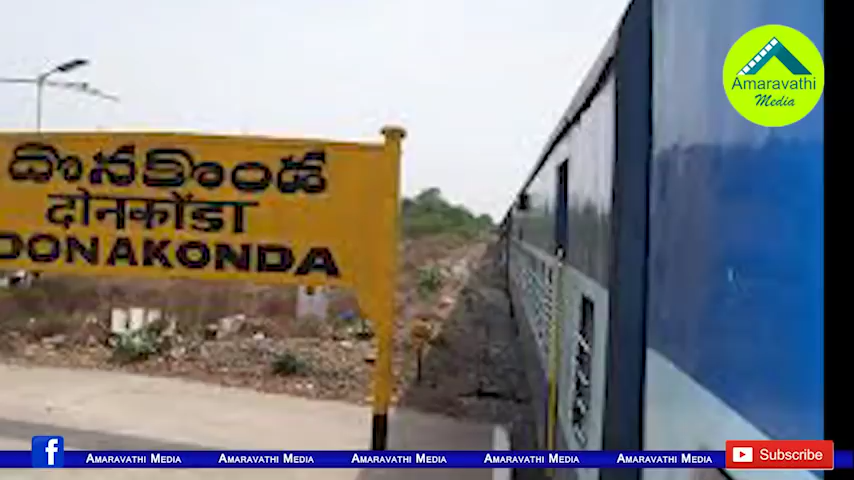 Amaravathi
Media
దొనకొండ
दोनकोंडा
DONAKONDA
f AMARAVATHI MEDIA AMARAVATHI MEDIA AMARAVATHI MEDIA AMARAVATHI MEDIA AMARAVATHI MEDIA Subscribe